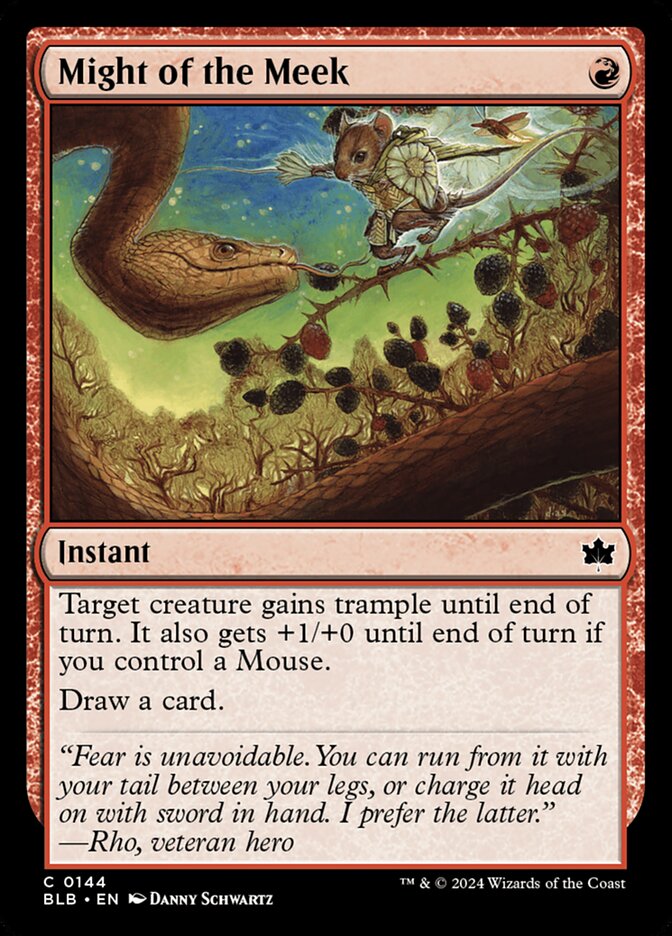 Might of the Meek
Instant
Target creature gains trample until end of
turn. It also gets +1/+0 until end of turn if
you control a Mouse.
Draw a card.
“Fear is unavoidable. You can run from it with
your tail between your legs, or charge it head
on with sword in hand. I prefer the latter.”
—Rho, veteran hero
C 0144
BLB • EN Danny Schwartz
™ & © 2024 Wizards of the Coast